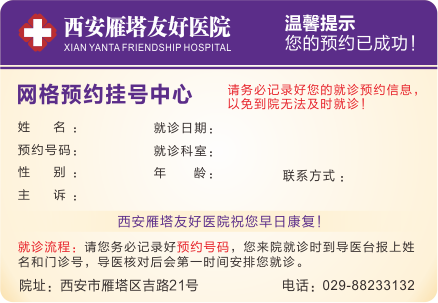 西安雁塔友好医院
XIAN YANTA FRIENDSHIP HOSPITAL
温馨提示
您的预约已成功！
网格预约挂号中心
请务必记录好您的就诊预约信息，
以免到院无法及时就诊！
姓 名：
就诊日期：
预约号码：
就诊科室：
性 别：
年 龄：
联系方式：
主 诉：
西安雁塔友好医院祝您早日康复！
就诊流程：请您务必记录好预约号码，您来院就诊时到导医台报上姓
名和门诊号，导医核对后会第一时间安排您就诊。
院址：西安市雁塔区吉路21号
电话：029-88233132